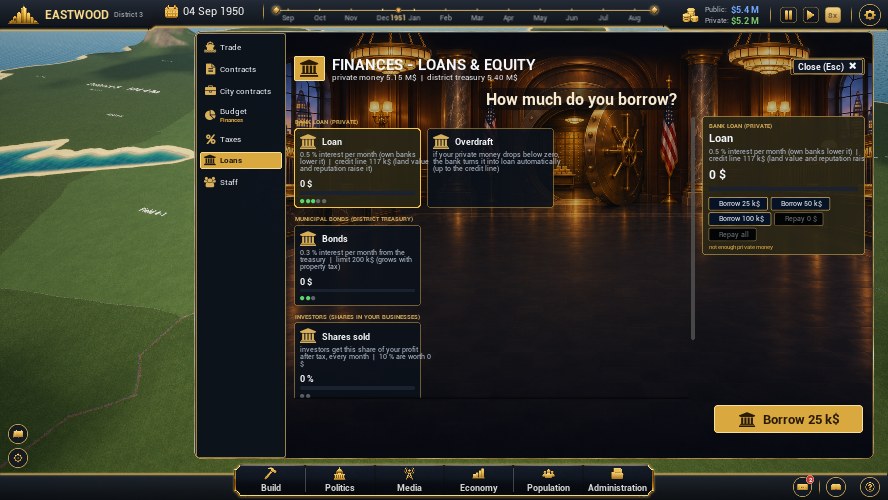 EASTWOOD District 3
04 Sep 1950
Sep Oct Nov Dec 1951 Jan Feb Mar Apr May Jun Jul Aug
Public: $5.4 M
Private: $5.2 M
8x
Trade
Contracts
City contracts
Budget
Finances
Taxes
Loans
Staff
FINANCES - LOANS & EQUITY
private money 5.15 M$ | district treasury 5.40 M$
Close (Esc) ✖
How much do you borrow?
BANK LOAN (PRIVATE)
Loan
0.5 % interest per month (own banks
lower it) | credit line 117 k$ (land value
and reputation raise it)
0 $
Overdraft
if your private money drops below zero,
the bank turns it into loan automatically
(up to the credit line)
MUNICIPAL BONDS (DISTRICT TREASURY)
Bonds
0.3 % interest per month from the
treasury | limit 200 k$ (grows with
property tax)
0 $
INVESTORS (SHARES IN YOUR BUSINESSES)
Shares sold
investors get this share of your profit
after tax, every month | 10 % are worth 0
$
0 %
BANK LOAN (PRIVATE)
Loan
0.5 % interest per month (own banks lower it) |
credit line 117 k$ (land value and reputation rais
0 $
Borrow 25 k$
Borrow 50 k$
Borrow 100 k$
Repay 0 $
Repay all
not enough private money
Borrow 25 k$
Build
Politics
Media
Economy
Population
Administration